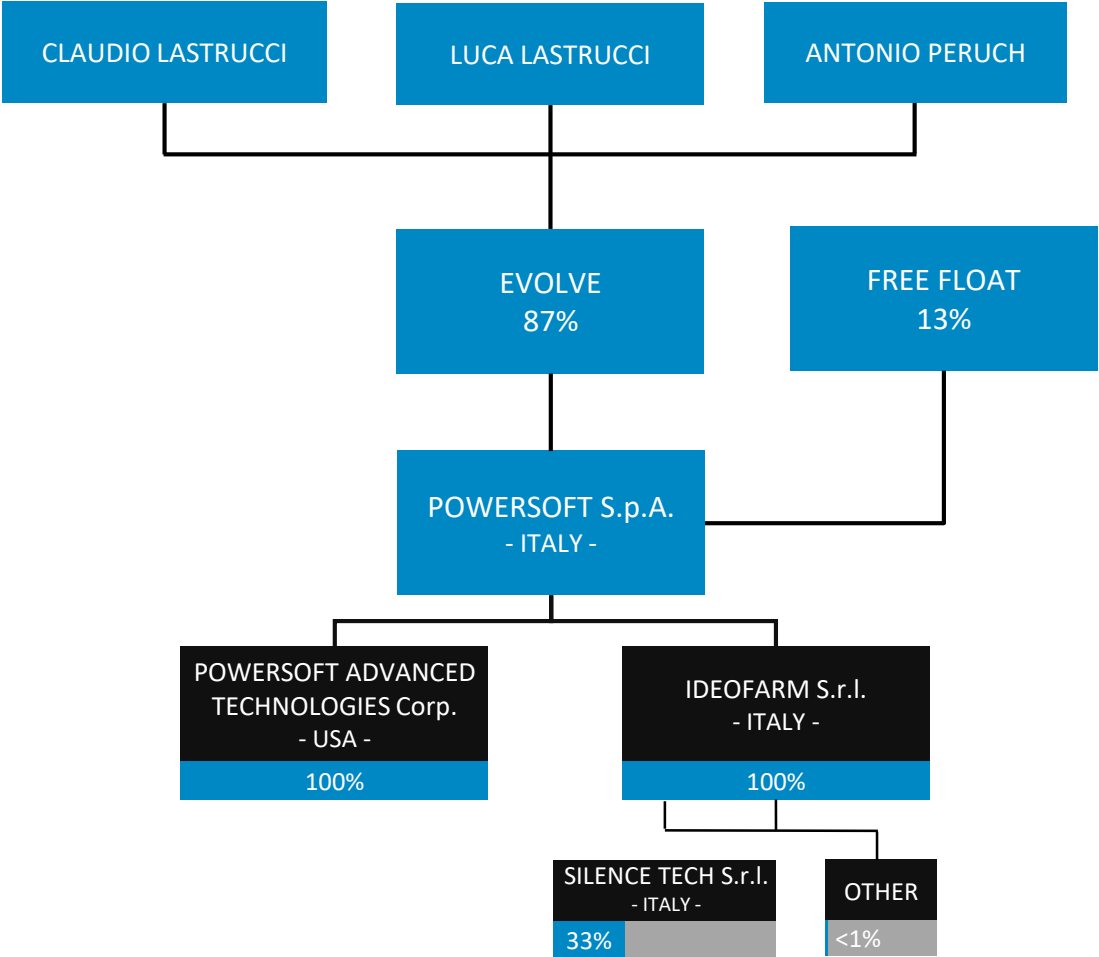 CLAUDIO LASTRUCCI
LUCA LASTRUCCI
ANTONIO PERUCH
EVOLVE
87%
FREE FLOAT
13%
POWERSOFT S.p.A.
- ITALY -
POWERSOFT ADVANCED
TECHNOLOGIES Corp.
- USA -
100%
IDEOFARM S.r.l.
- ITALY -
100%
SILENCE TECH S.r.l.
- ITALY -
33%
OTHER
<1%